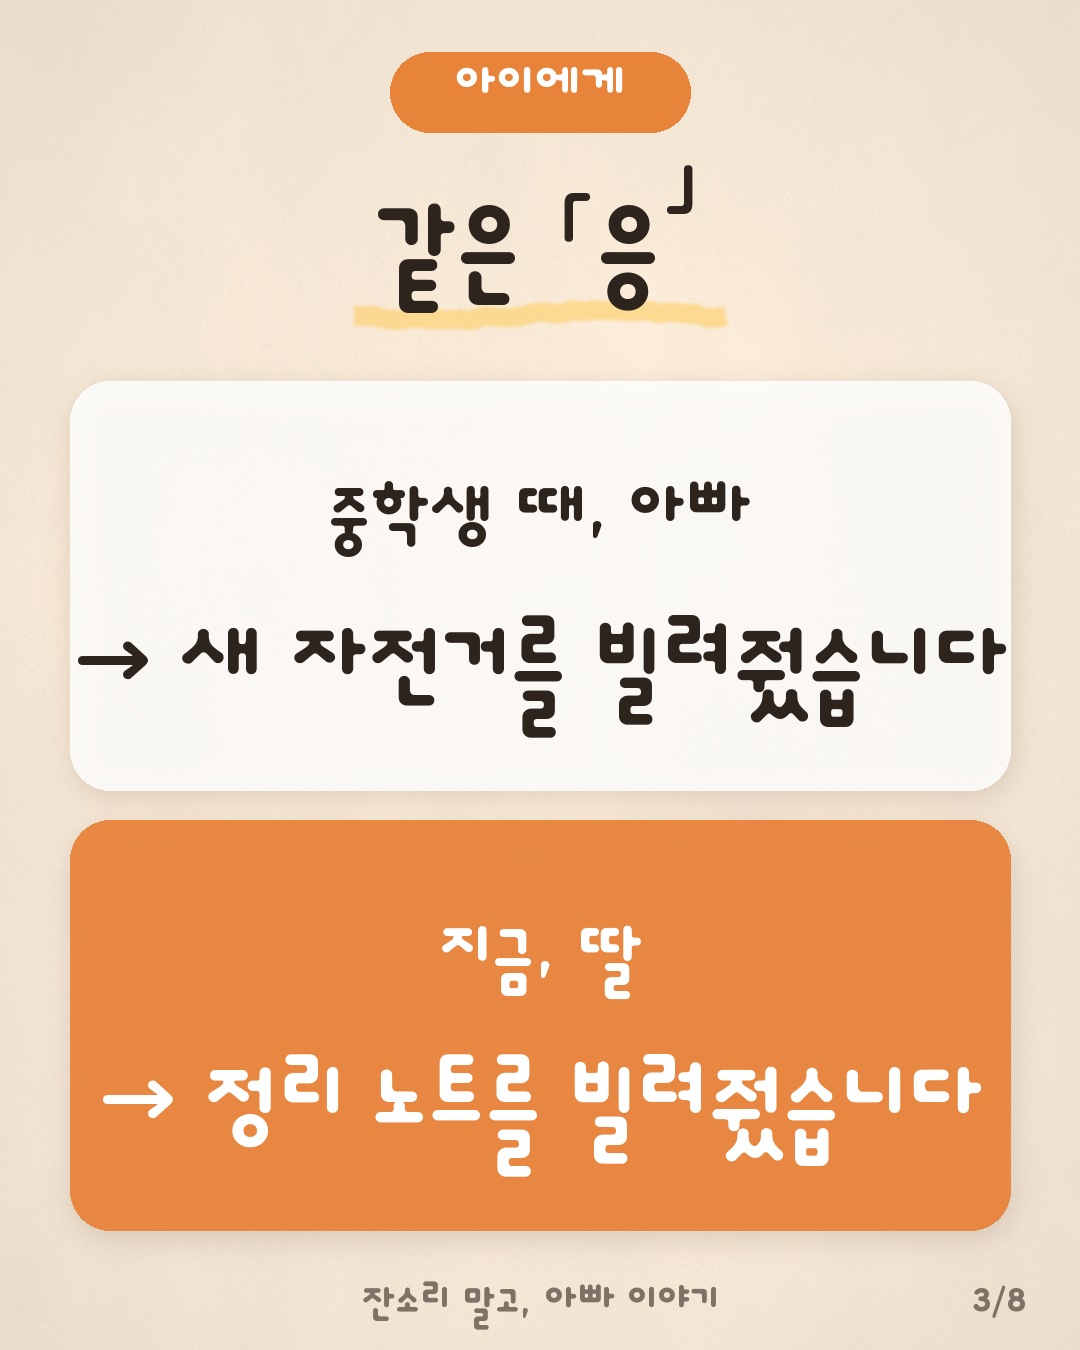 아이에게
같은 「응」
중학생 때, 아빠
→ 새 자전거를 빌려줬습니다
지금, 딸
→ 정리 노트를 빌려줬습니다
잔소리 말고, 아빠 이야기
3/8